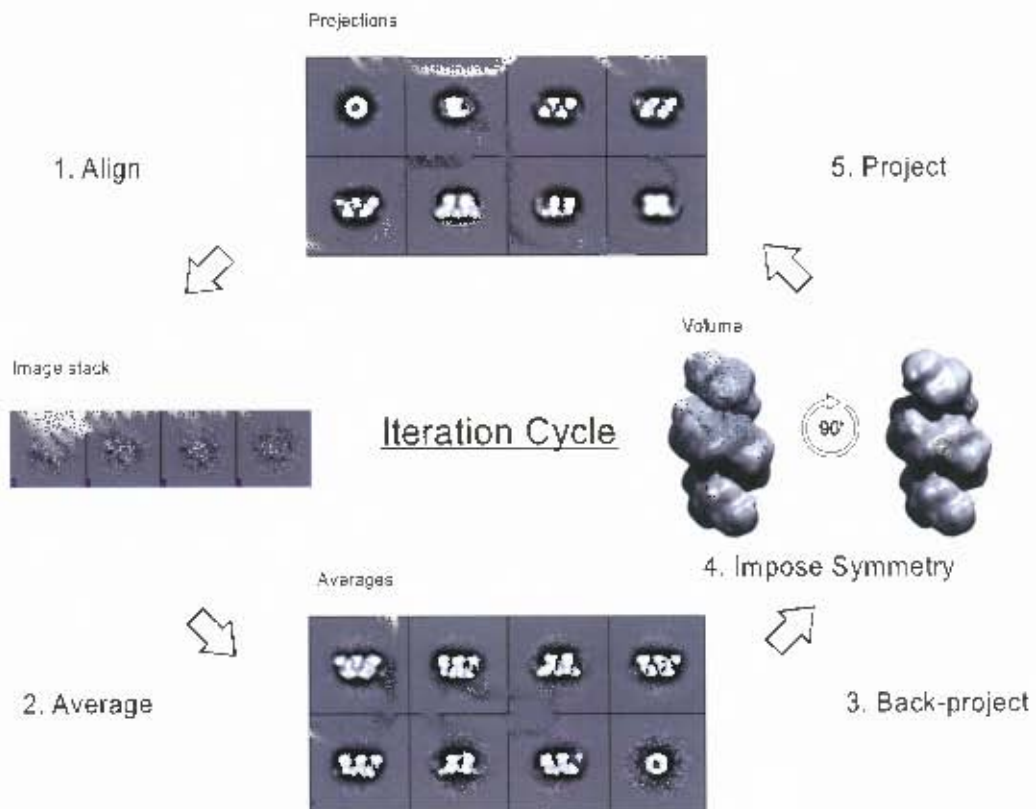 Projections
1. Align
5. Project
Volume
Image stack
Iteration Cycle
90°
4. Impose Symmetry
Averages
2. Average
3. Back-project